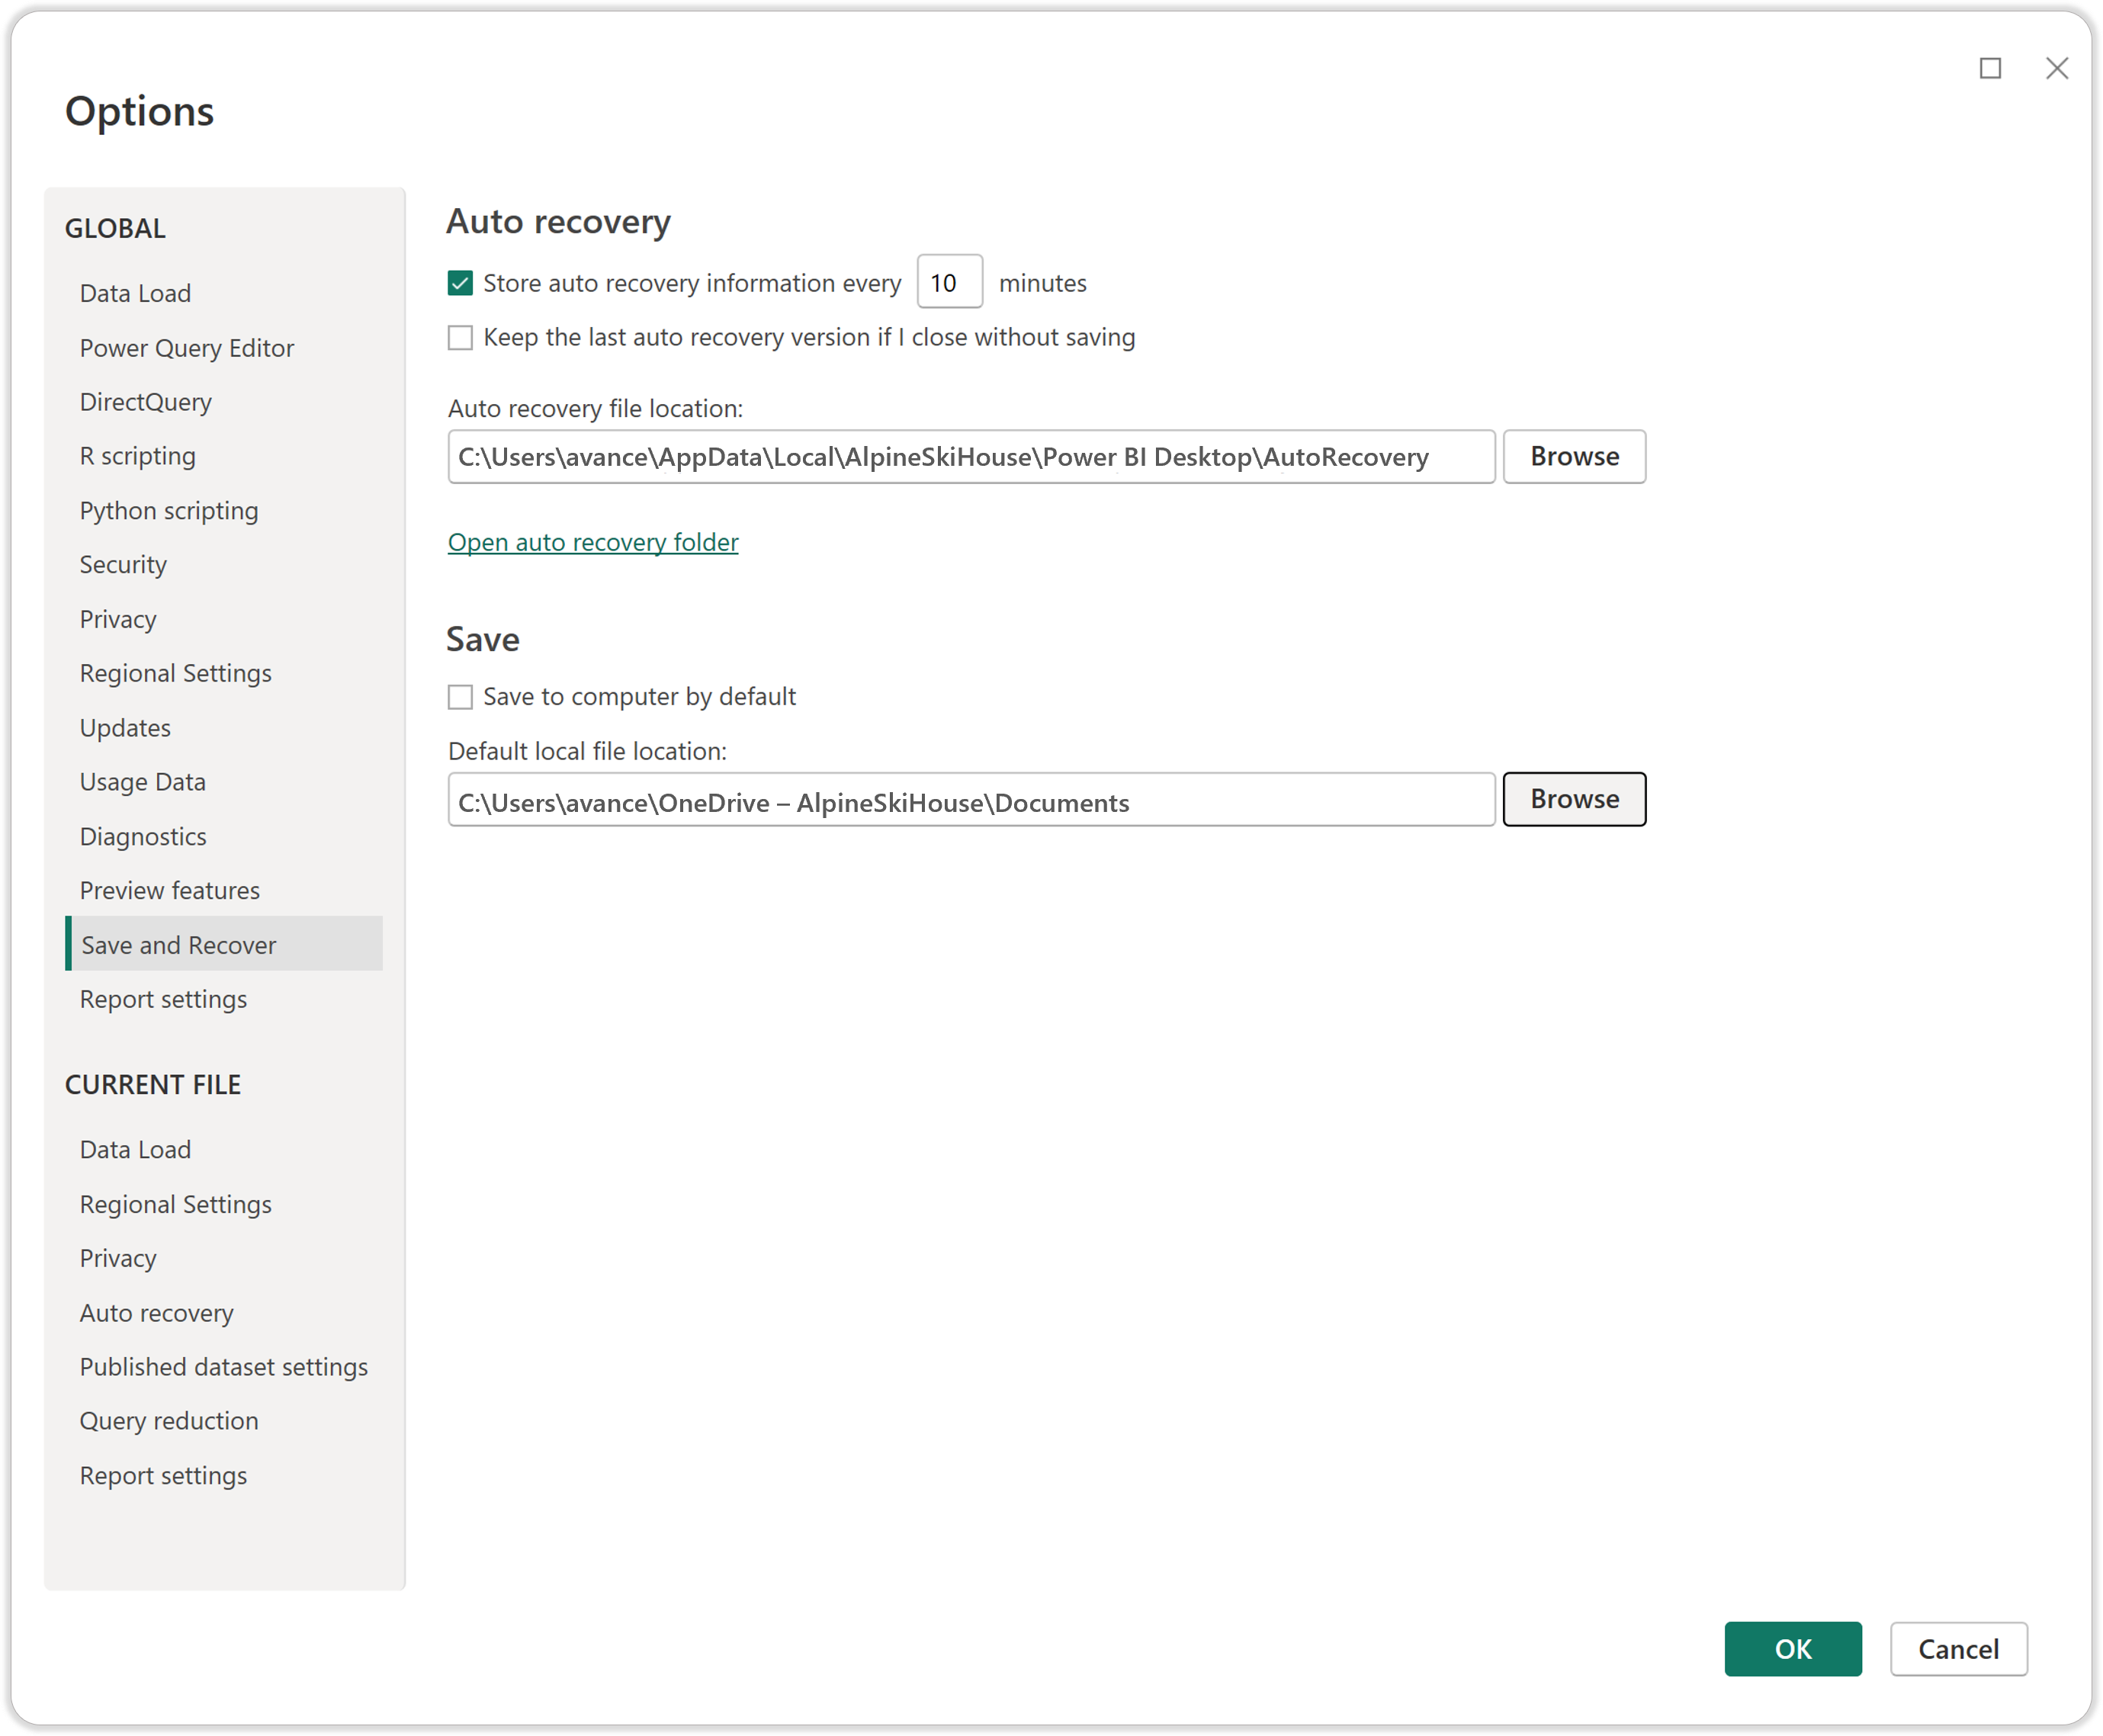 Options
GLOBAL
Data Load
Power Query Editor
DirectQuery
R scripting
Python scripting
Security
Privacy
Regional Settings
Updates
Usage Data
Diagnostics
Preview features
Save and Recover
Report settings
CURRENT FILE
Data Load
Regional Settings
Privacy
Auto recovery
Published dataset settings
Query reduction
Report settings
Auto recovery
Store auto recovery information every 10 minutes
Keep the last auto recovery version if I close without saving
Auto recovery file location:
C:\Users\avance\AppData\Local\AlpineSkiHouse\Power BI Desktop\AutoRecovery Browse
Open auto recovery folder
Save
Save to computer by default
Default local file location:
C:\Users\avance\OneDrive – AlpineSkiHouse\Documents Browse
OK Cancel